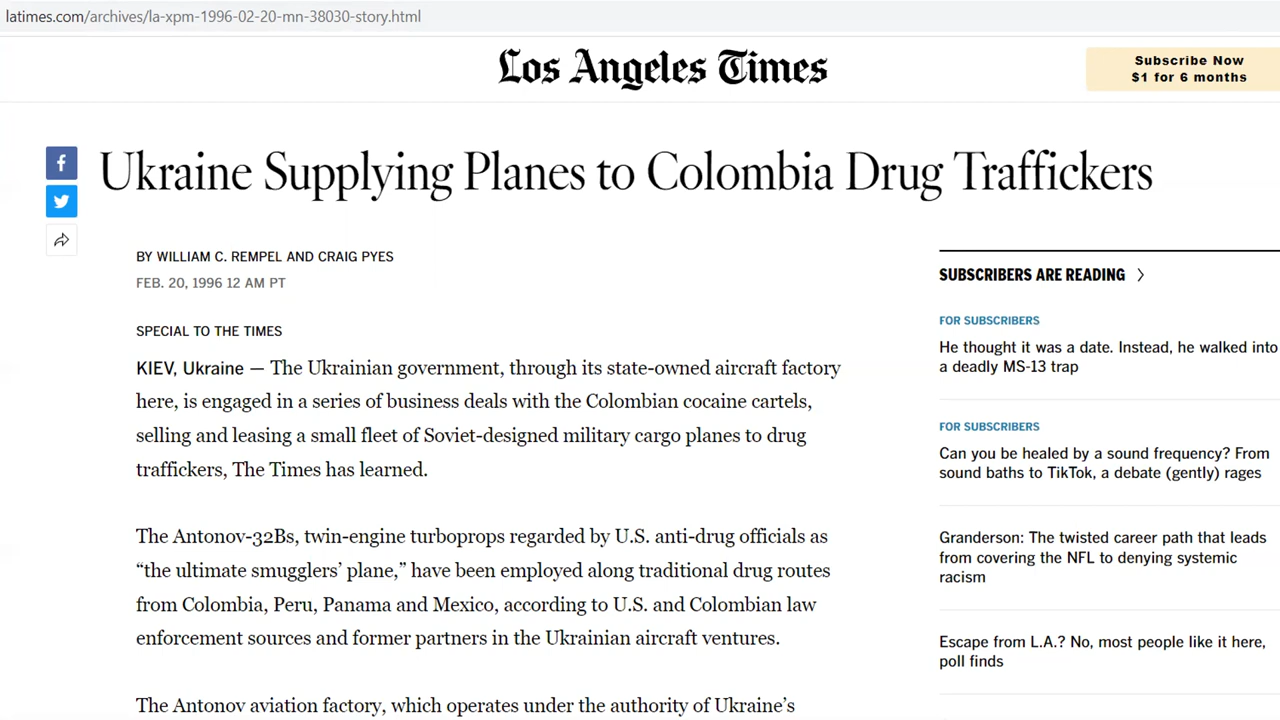 latimes.com/archives/la-xpm-1996-02-20-mn-38030-story.html
Los Angeles Times
Subscribe Now
$1 for 6 months
Ukraine Supplying Planes to Colombia Drug Traffickers
BY WILLIAM C. REMPEL AND CRAIG PYES
FEB. 20, 1996 12 AM PT
SPECIAL TO THE TIMES
KIEV, Ukraine — The Ukrainian government, through its state-owned aircraft factory
here, is engaged in a series of business deals with the Colombian cocaine cartels,
selling and leasing a small fleet of Soviet-designed military cargo planes to drug
traffickers, The Times has learned.
The Antonov-32Bs, twin-engine turboprops regarded by U.S. anti-drug officials as
“the ultimate smugglers’ plane,” have been employed along traditional drug routes
from Colombia, Peru, Panama and Mexico, according to U.S. and Colombian law
enforcement sources and former partners in the Ukrainian aircraft ventures.
The Antonov aviation factory, which operates under the authority of Ukraine’s
SUBSCRIBERS ARE READING
FOR SUBSCRIBERS
He thought it was a date. Instead, he walked into
a deadly MS-13 trap
FOR SUBSCRIBERS
Can you be healed by a sound frequency? From
sound baths to TikTok, a debate (gently) rages
Granderson: The twisted career path that leads
from covering the NFL to denying systemic
racism
Escape from L.A.? No, most people like it here,
poll finds